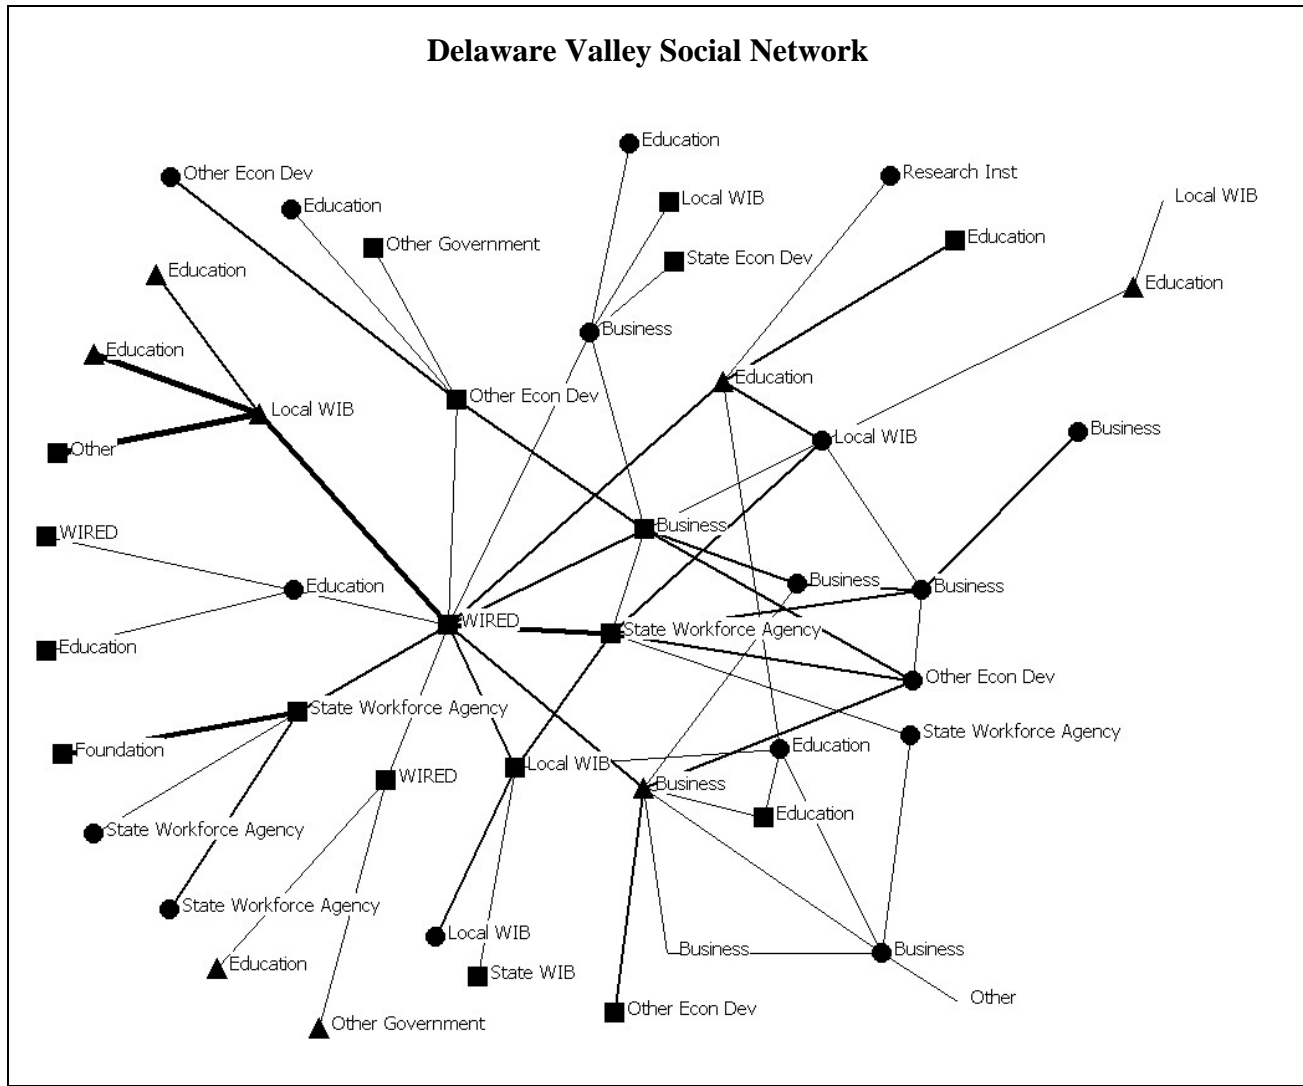 Delaware Valley Social Network
Education
Other Econ Dev
Research Inst
Local WIB
Local WIB
Education
Education
Other Government
State Econ Dev
Education
Education
Business
Education
Education
Other Econ Dev
Local WIB
Business
Local WIB
Other
Business
WIRED
Business
Education
Business
WIRED
State Workforce Agency
Education
Other Econ Dev
State Workforce Agency
State Workforce Agency
Foundation
Education
Local WIB
WIRED
Business
Education
State Workforce Agency
State Workforce Agency
Local WIB
Business
Business
Education
State WIB
Other
Other Econ Dev
Other Government